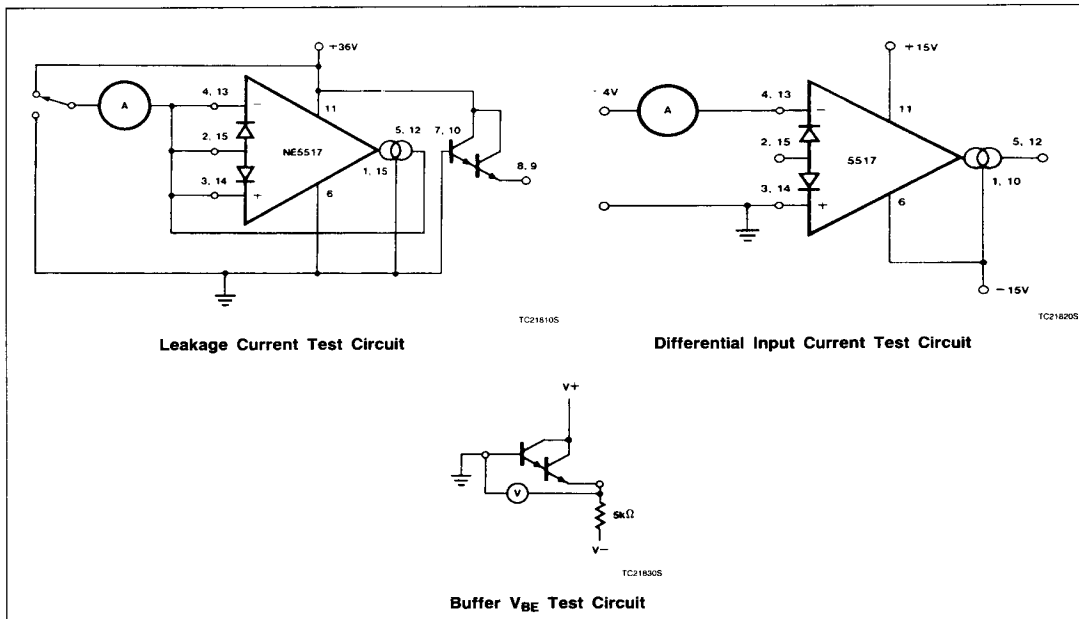 +36V
A
4, 13
−
11
2, 15
NE5517
5, 12
7, 10
3, 14
+
1, 15
6
8, 9
TC21810S
Leakage Current Test Circuit
+15V
4V
A
4, 13
−
11
2, 15
5517
5, 12
3, 14
+
1, 10
6
−15V
TC21820S
Differential Input Current Test Circuit
V+
V
5kΩ
V−
TC21830S
Buffer VBE Test Circuit